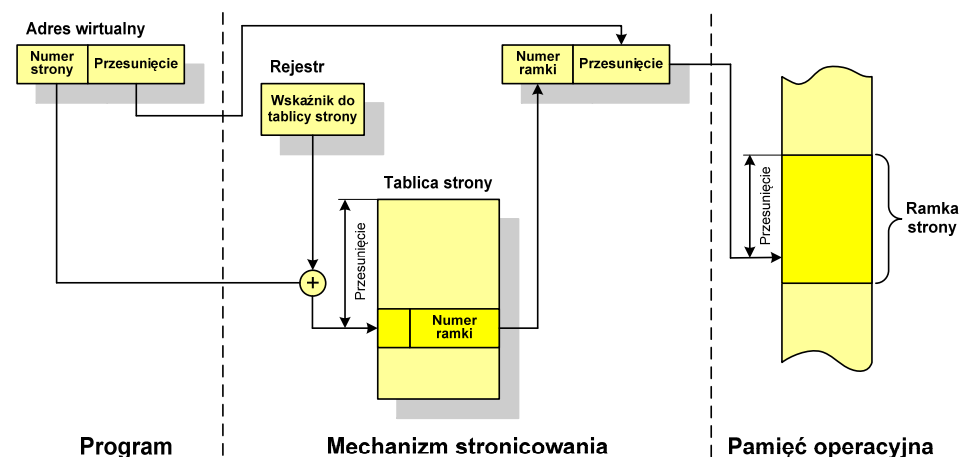 Adres wirtualny
Numer
strony
Przesunięcie
Rejestr
Wskaźnik do
tablicy strony
Numer
ramki
Przesunięcie
Tablica strony
Przesunięcie
Numer
ramki
Przesunięcie
Ramka
strony
Program
Mechanizm stronicowania
Pamięć operacyjna
+